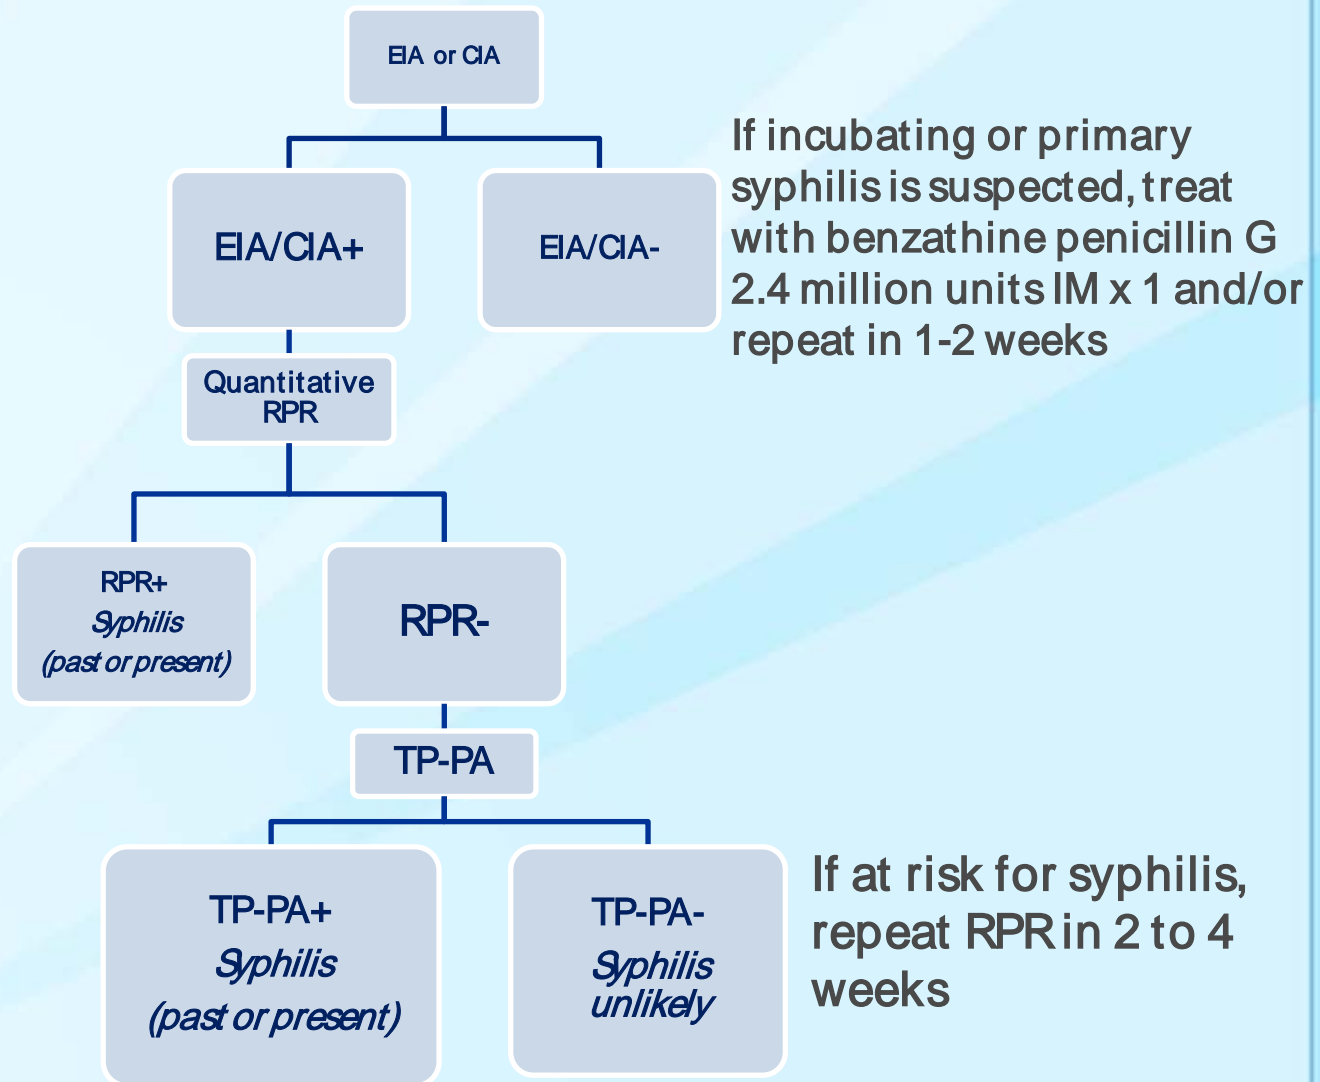 EIA or CIA
EIA/CIA+
EIA/CIA-
If incubating or primary
syphilis is suspected, treat
with benzathine penicillin G
2.4 million units IM x 1 and/or
repeat in 1-2 weeks
Quantitative
RPR
RPR+
Syphilis
(past or present)
RPR-
TP-PA
TP-PA+
Syphilis
(past or present)
TP-PA-
Syphilis
unlikely
If at risk for syphilis,
repeat RPR in 2 to 4
weeks